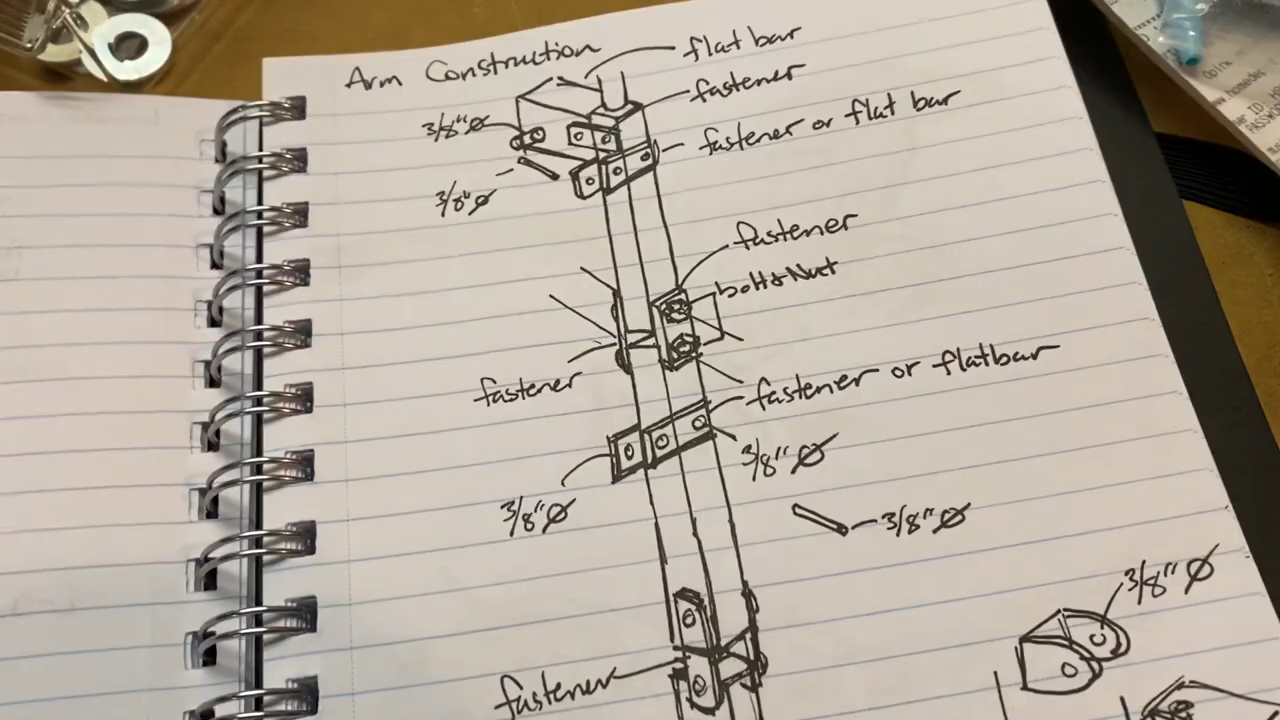 Arm Construction
flat bar
fastener
3/8"ø
fastener or flat bar
3/8"ø
fastener
bolt & Nut
fastener
fastener or flatbar
3/8"ø
3/8"ø
3/8"ø
3/8"ø
fastener